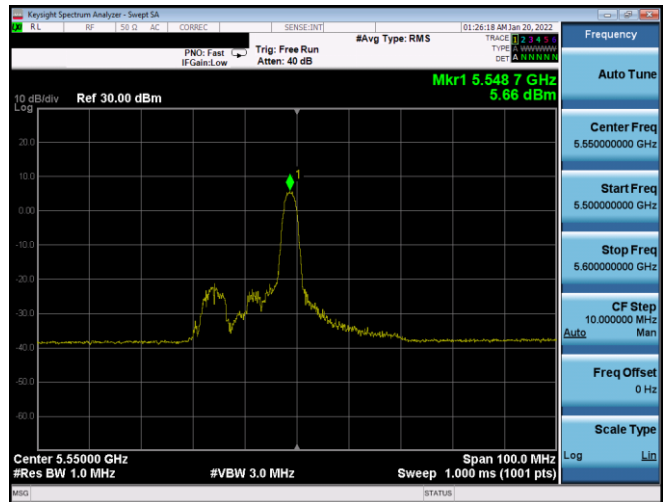 Keysight Spectrum Analyzer - Swept SA
RL RF 50 Ω AC CORREC SENSE:INT 01:26:18 AM Jan 20, 2022
#Avg Type: RMS
TRACE 1 2 3 4 5 6
TYPE A WWWWW
DET A N N N N N
PNO: Fast Trig: Free Run
IFGain:Low Atten: 40 dB
Mkr1 5.548 7 GHz
5.66 dBm
10 dB/div Ref 30.00 dBm
Log
20.0
10.0
0.00
-10.0
-20.0
-30.0
-40.0
-50.0
-60.0
1
Center 5.55000 GHz Span 100.0 MHz
#Res BW 1.0 MHz #VBW 3.0 MHz Sweep 1.000 ms (1001 pts)
MSG STATUS
Frequency
Auto Tune
Center Freq
5.550000000 GHz
Start Freq
5.500000000 GHz
Stop Freq
5.600000000 GHz
CF Step
10.000000 MHz
Auto Man
Freq Offset
0 Hz
Scale Type
Log Lin